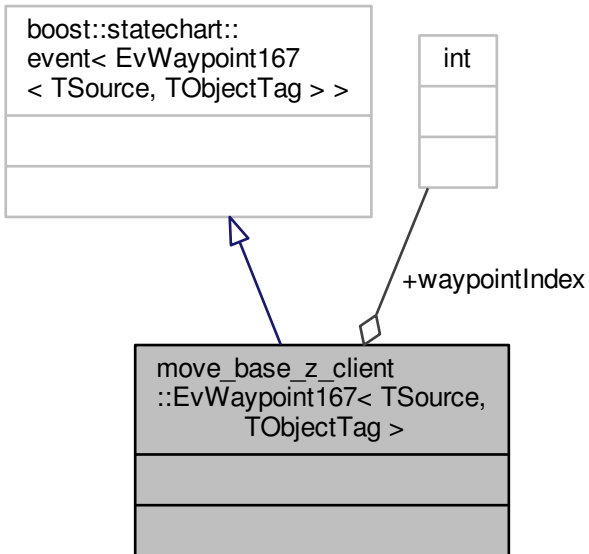 boost::statechart::
event< EvWaypoint167
< TSource, TObjectTag > >
int
+waypointIndex
move_base_z_client
::EvWaypoint167< TSource,
TObjectTag >